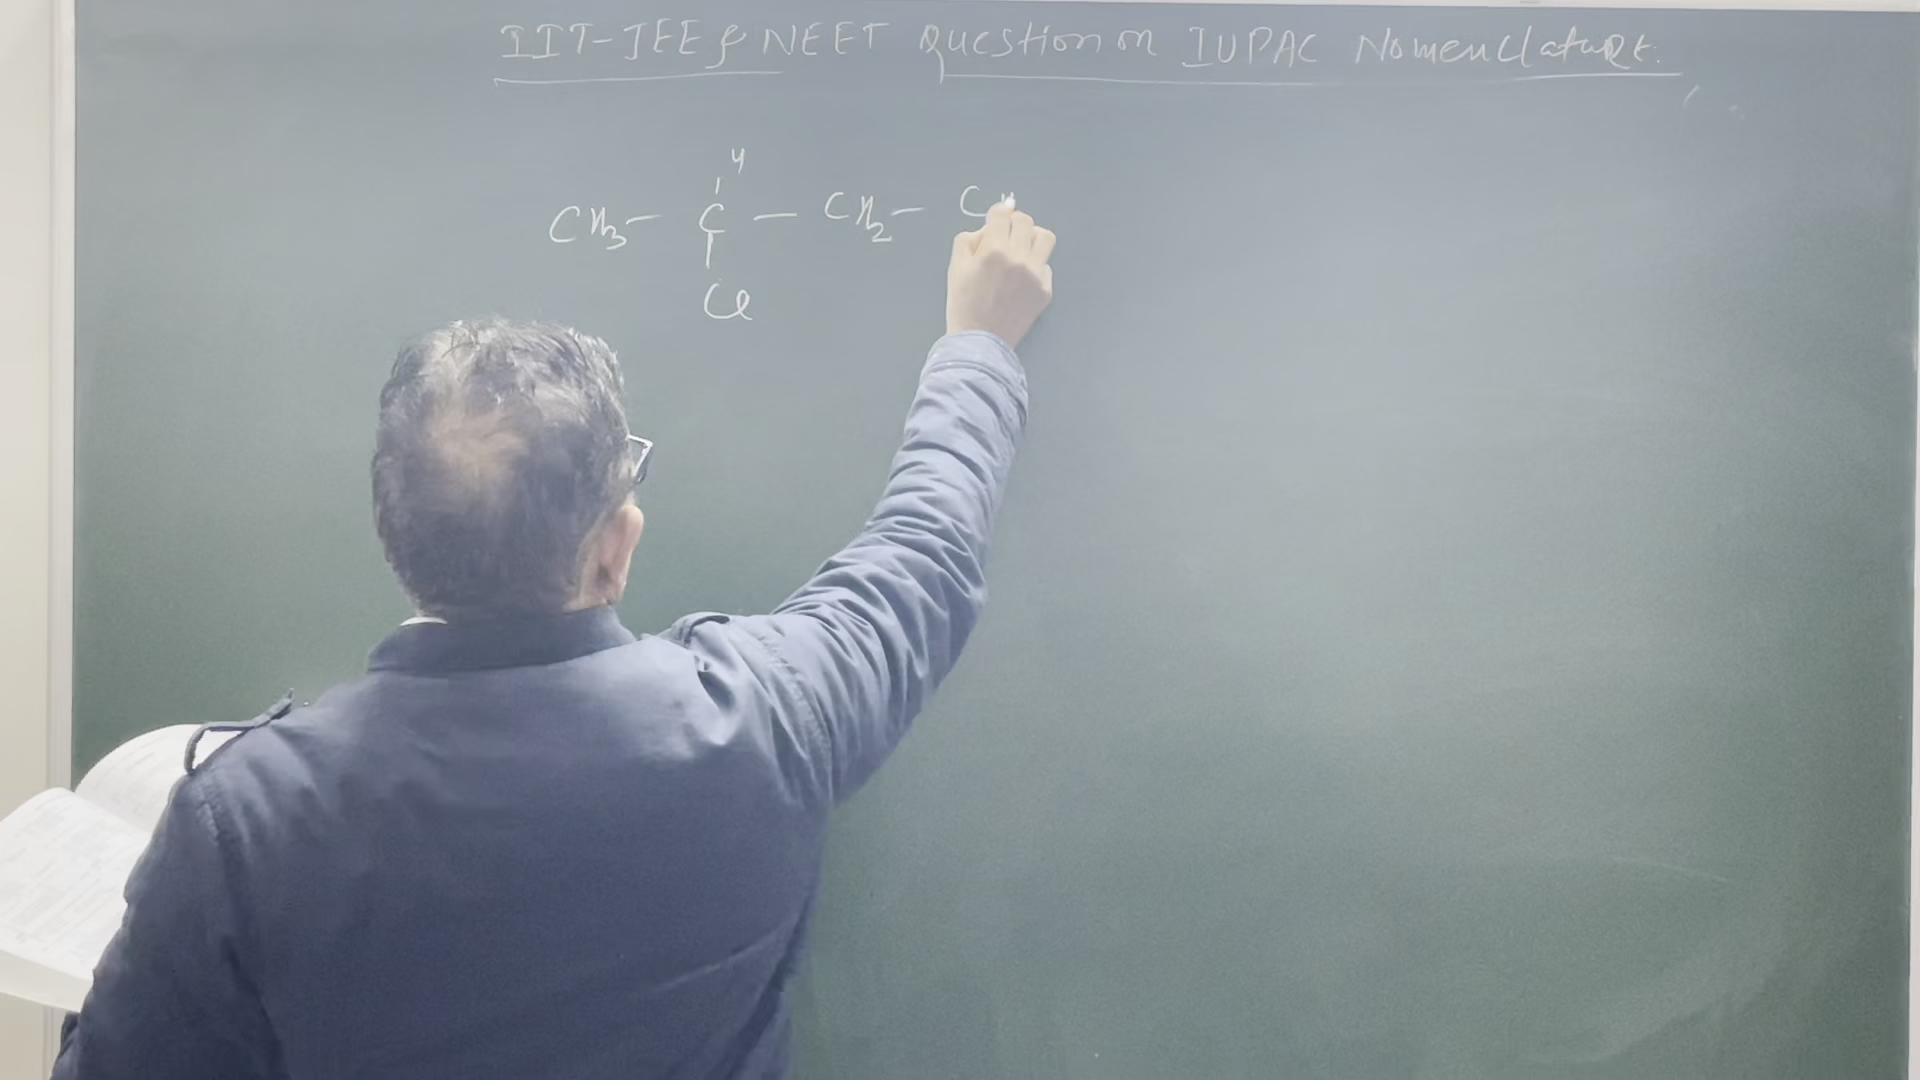 IIT-JEE & NEET Question on IUPAC Nomenclature.
H
CH3 - C - CH2 - C
Cl